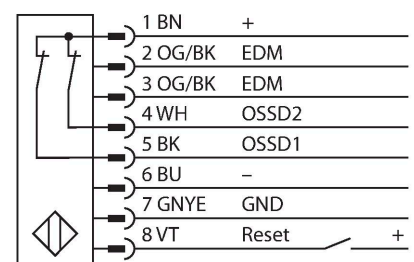 1 BN +
2 OG/BK EDM
3 OG/BK EDM
4 WH OSSD2
5 BK OSSD1
6 BU –
7 GNYE GND
8 VT Reset +